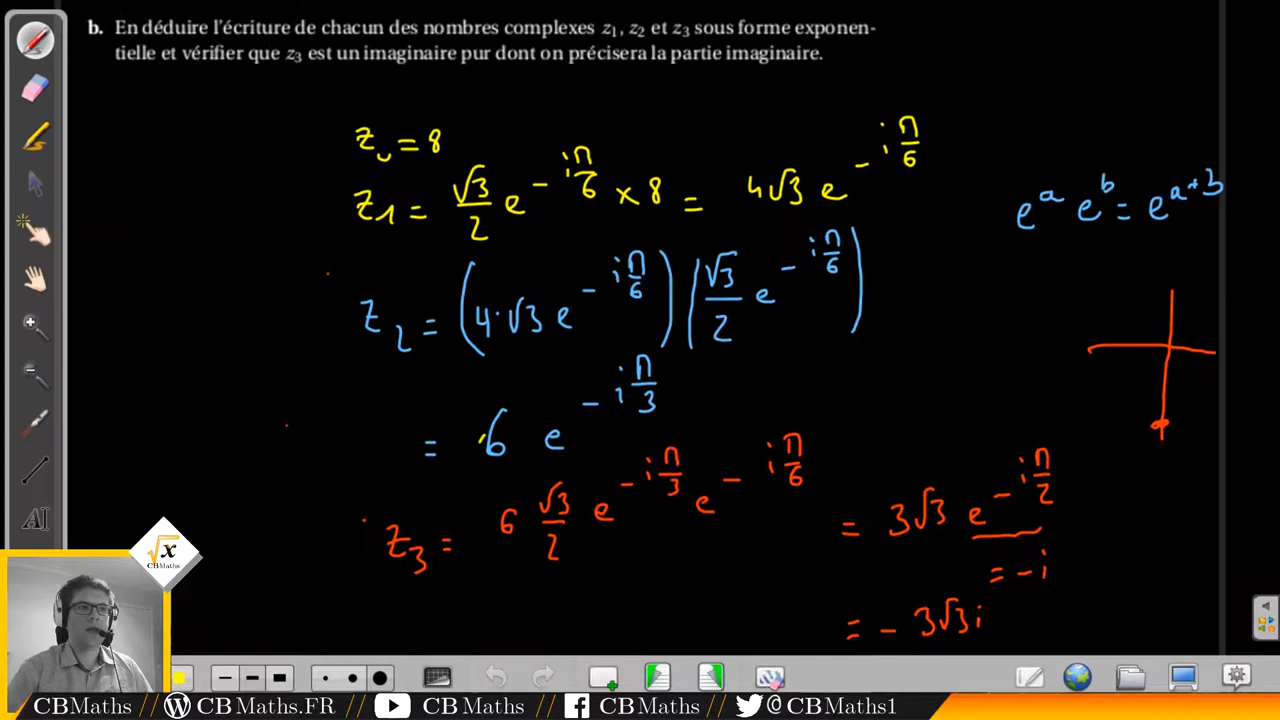 b. En déduire l'écriture de chacun des nombres complexes z₁, z₂ et z₃ sous forme exponen-
tielle et vérifier que z₃ est un imaginaire pur dont on précisera la partie imaginaire.
z₀ = 8
z₁ = √3/2 e^(-iπ/6) × 8 = 4√3 e^(-iπ/6)
e^a e^b = e^(a+b)
z₂ = (4·√3 e^(-iπ/6)) (√3/2 e^(-iπ/6))
= 6 e^(-iπ/3)
z₃ = 6 √3/2 e^(-iπ/3) e^(-iπ/6) = 3√3 e^(-iπ/2)
= -i
= -3√3i
√x
CBMaths
AI
CBMaths CBMaths.FR CBMaths CBMaths @CBMaths1